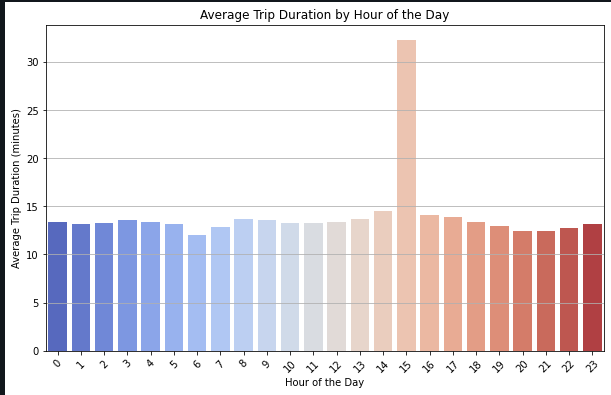 Average Trip Duration by Hour of the Day
Average Trip Duration (minutes)
30
25
20
15
10
5
0
0 1 2 3 4 5 6 7 8 9 10 11 12 13 14 15 16 17 18 19 20 21 22 23
Hour of the Day